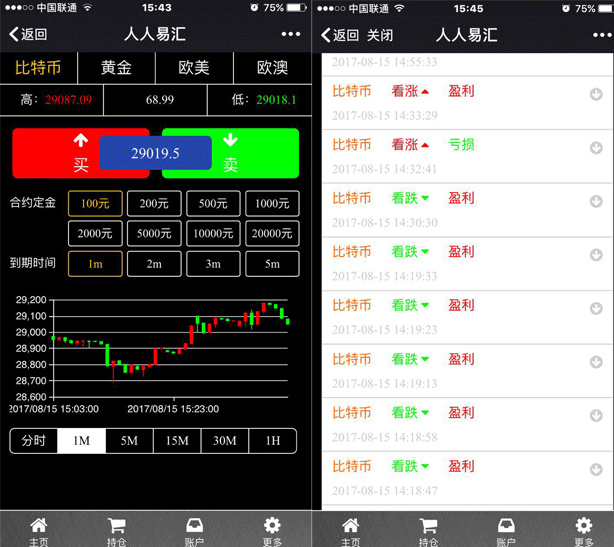 中国联通 15:43 75%
返回 人人易汇
比特币 黄金 欧美 欧澳
高: 29087.09 68.99 低: 29018.1
买 29019.5 卖
合约定金 100元 200元 500元 1000元
2000元 5000元 10000元 20000元
到期时间 1m 2m 3m 5m
29,200
29,100
29,000
28,900
28,800
28,700
28,600
2017/08/15 15:03:00 2017/08/15 15:23:00
分时 1M 5M 15M 30M 1H
主页 持仓 账户 更多
中国联通 15:45 75%
返回 关闭 人人易汇
2017-08-15 14:55:33
比特币 看涨 盈利
2017-08-15 14:33:29
比特币 看涨 亏损
2017-08-15 14:32:41
比特币 看跌 盈利
2017-08-15 14:30:30
比特币 看跌 盈利
2017-08-15 14:19:33
比特币 看跌 盈利
2017-08-15 14:19:23
比特币 看跌 盈利
2017-08-15 14:19:13
比特币 看跌 盈利
2017-08-15 14:18:58
比特币 看跌 盈利
2017-08-15 14:18:47
主页 持仓 账户 更多